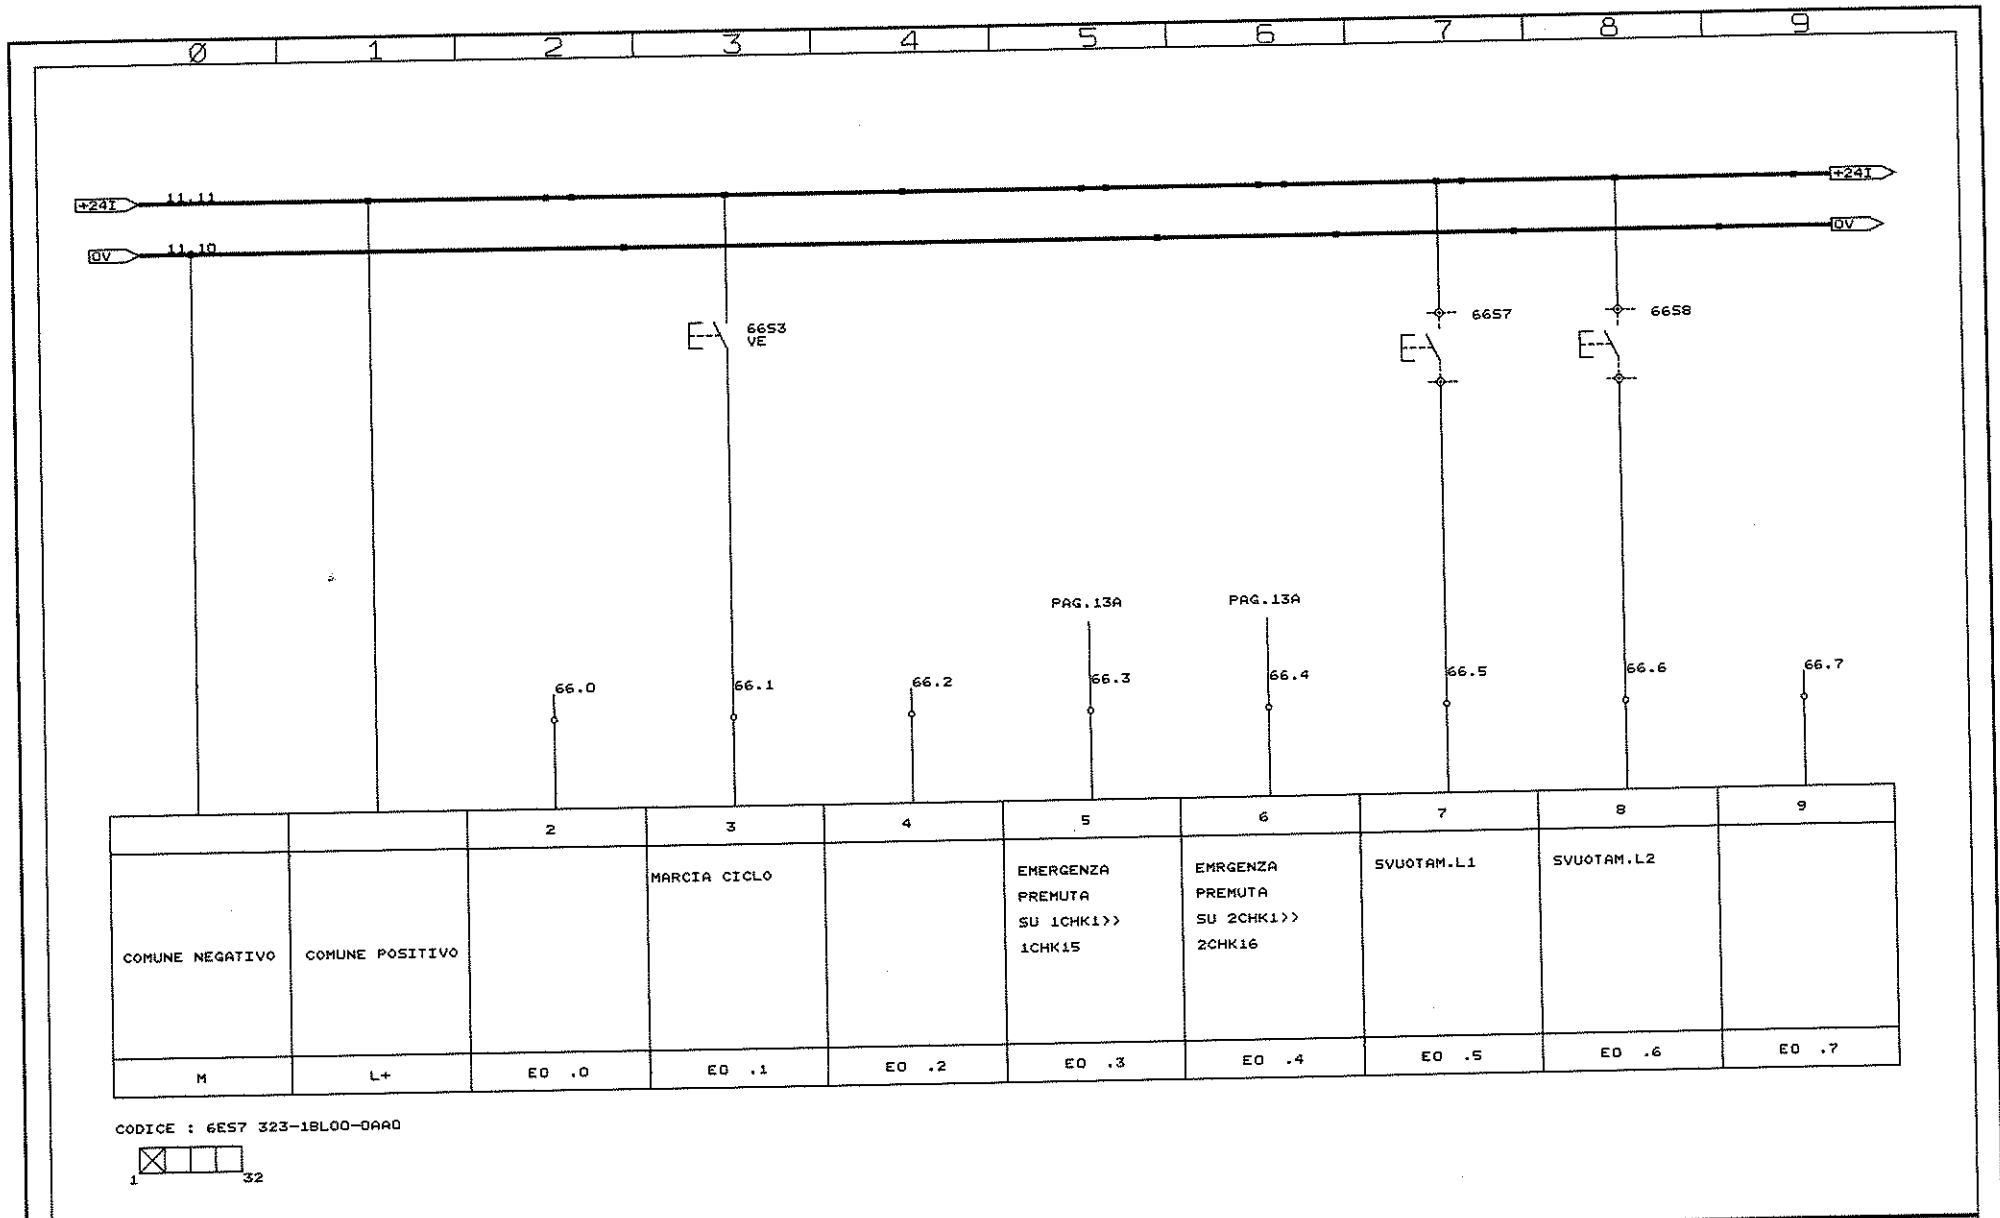 Ø 1 2 3 4 5 6 7 8 9
+24I 11.11 +24I
0V 11.10 0V
66S3
VE
66S7
66S8
PAG.13A PAG.13A
66.0 66.1 66.2 66.3 66.4 66.5 66.6 66.7
2 3 4 5 6 7 8 9
COMUNE NEGATIVO
COMUNE POSITIVO
MARCIA CICLO
EMERGENZA
PREMUTA
SU 1CHK1>>
1CHK15
EMRGENZA
PREMUTA
SU 2CHK1>>
2CHK16
SVUOTAM.L1
SVUOTAM.L2
M L+ E0 .0 E0 .1 E0 .2 E0 .3 E0 .4 E0 .5 E0 .6 E0 .7
CODICE : 6ES7 323-1BL00-0AA0
1 32